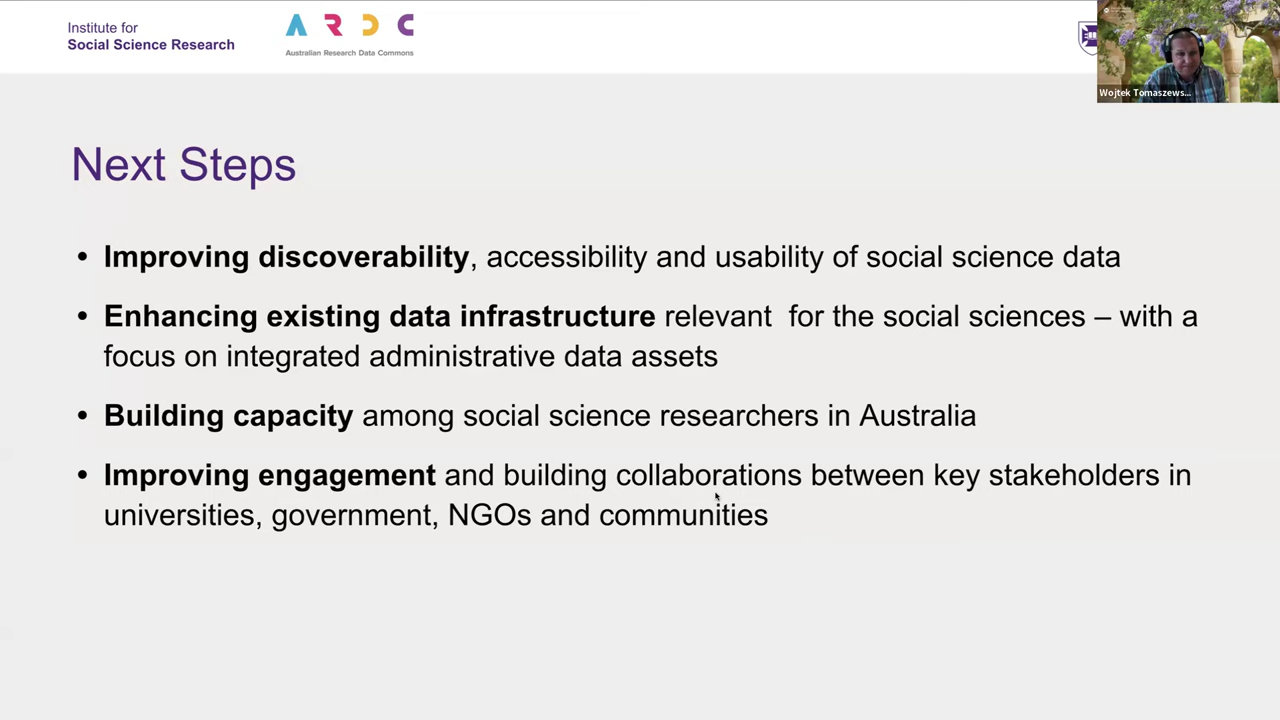 Institute for
Social Science Research
ARDC
Australian Research Data Commons
Wojtek Tomaszews...
Next Steps
• Improving discoverability, accessibility and usability of social science data
• Enhancing existing data infrastructure relevant  for the social sciences – with a
focus on integrated administrative data assets
• Building capacity among social science researchers in Australia
• Improving engagement and building collaborations between key stakeholders in
universities, government, NGOs and communities